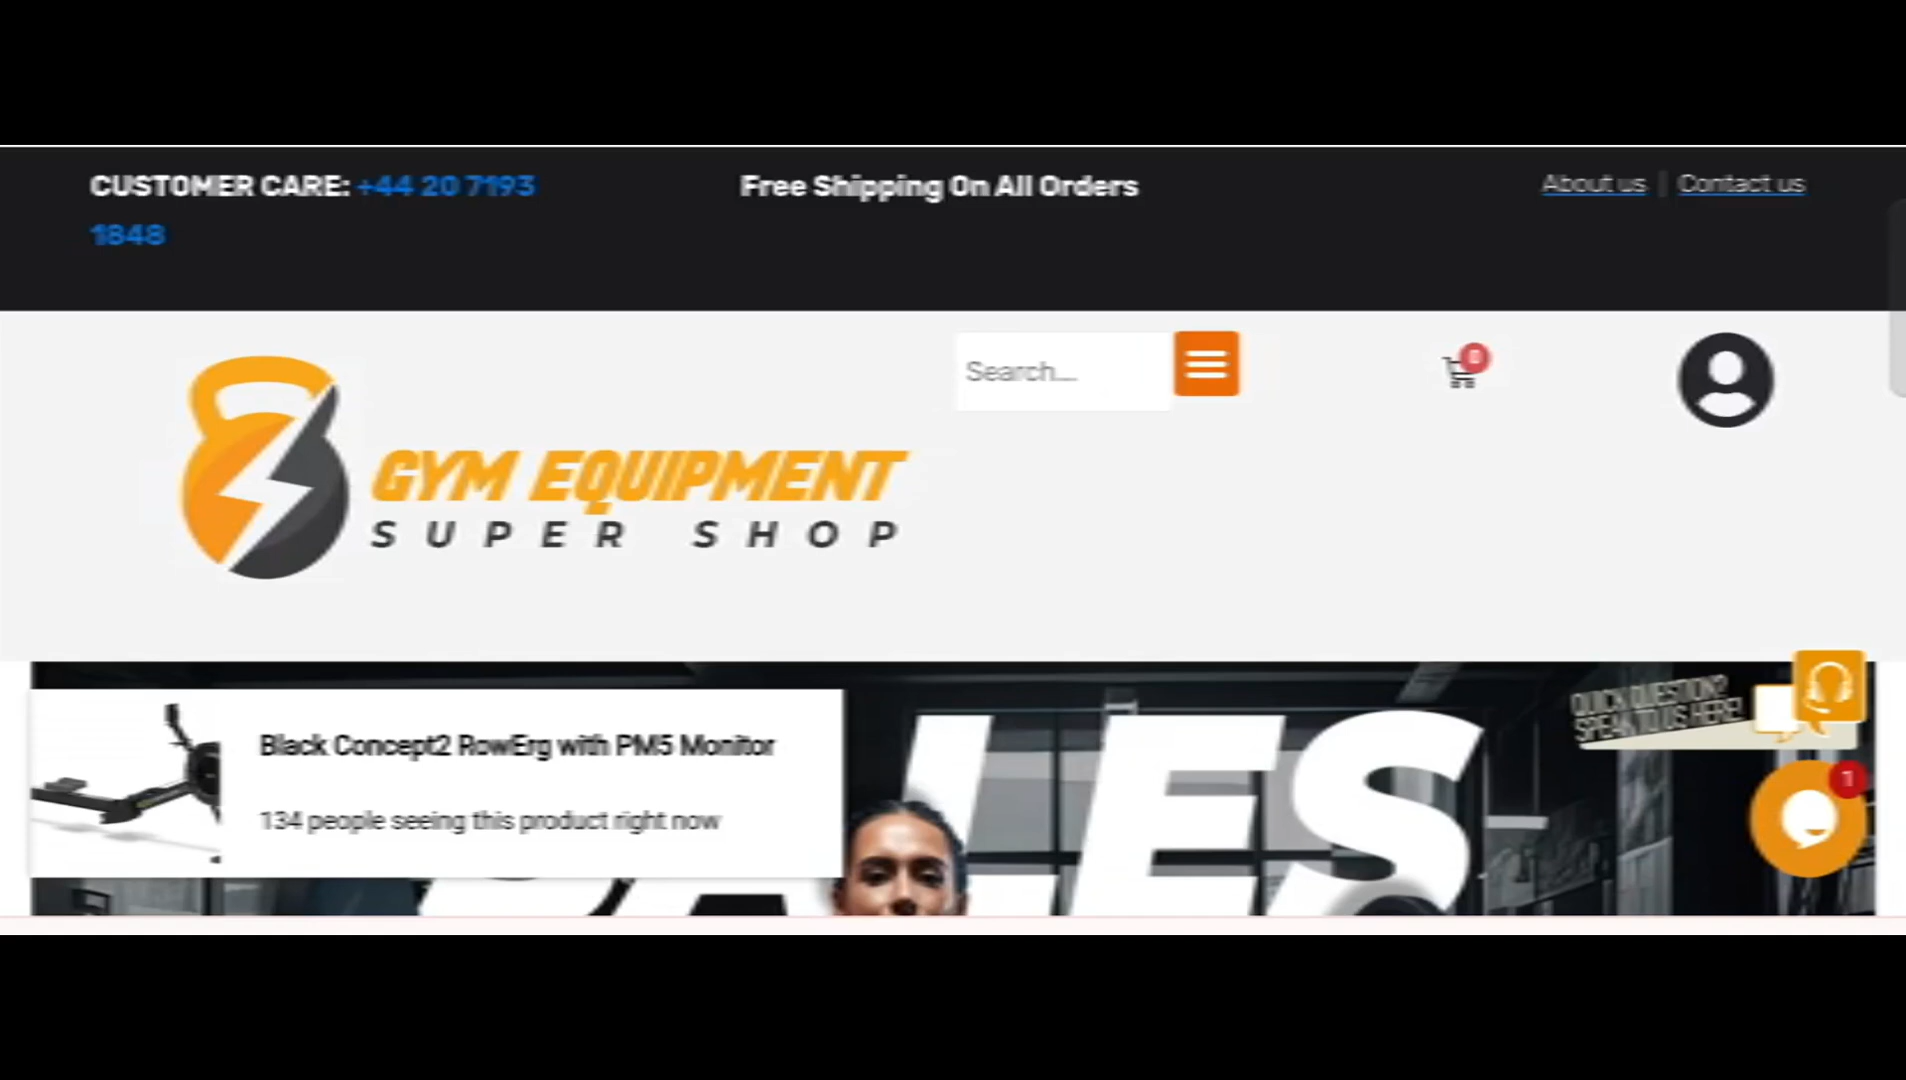 CUSTOMER CARE: +44 20 7193
1848
Free Shipping On All Orders
About us | Contact us
Search...
0
GYM EQUIPMENT
SUPER SHOP
QUICK QUESTION?
SPEAK TO US HERE!
Black Concept2 RowErg with PM5 Monitor
134 people seeing this product right now
1